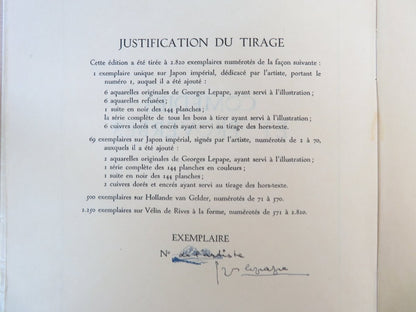 JUSTIFICATION DU TIRAGE
Cette édition a été tirée à 2.820 exemplaires numérotés de la façon suivante :
1 exemplaire unique sur Japon impérial, dédicacé par l'artiste, portant le
numéro 1, auquel il a été ajouté :
6 aquarelles originales de Georges Lepape, ayant servi à l'illustration ;
6 aquarelles refusées ;
1 suite en noir des 144 planches ;
la série complète de tous les bons à tirer ayant servi à l'illustration ;
6 cuivres dorés et encrés ayant servi au tirage des hors-texte.
69 exemplaires sur Japon impérial, signés par l'artiste, numérotés de 2 à 70,
auxquels il a été ajouté :
2 aquarelles originales de Georges Lepape, ayant servi à l'illustration ;
1 série complète des 144 planches en couleurs ;
1 suite en noir des 144 planches ;
2 cuivres dorés et encrés ayant servi au tirage des hors-texte.
500 exemplaires sur Hollande van Gelder, numérotés de 71 à 570.
2.250 exemplaires sur Vélin de Rives à la forme, numérotés de 571 à 2.820.
EXEMPLAIRE
N° de l'artiste
lepape